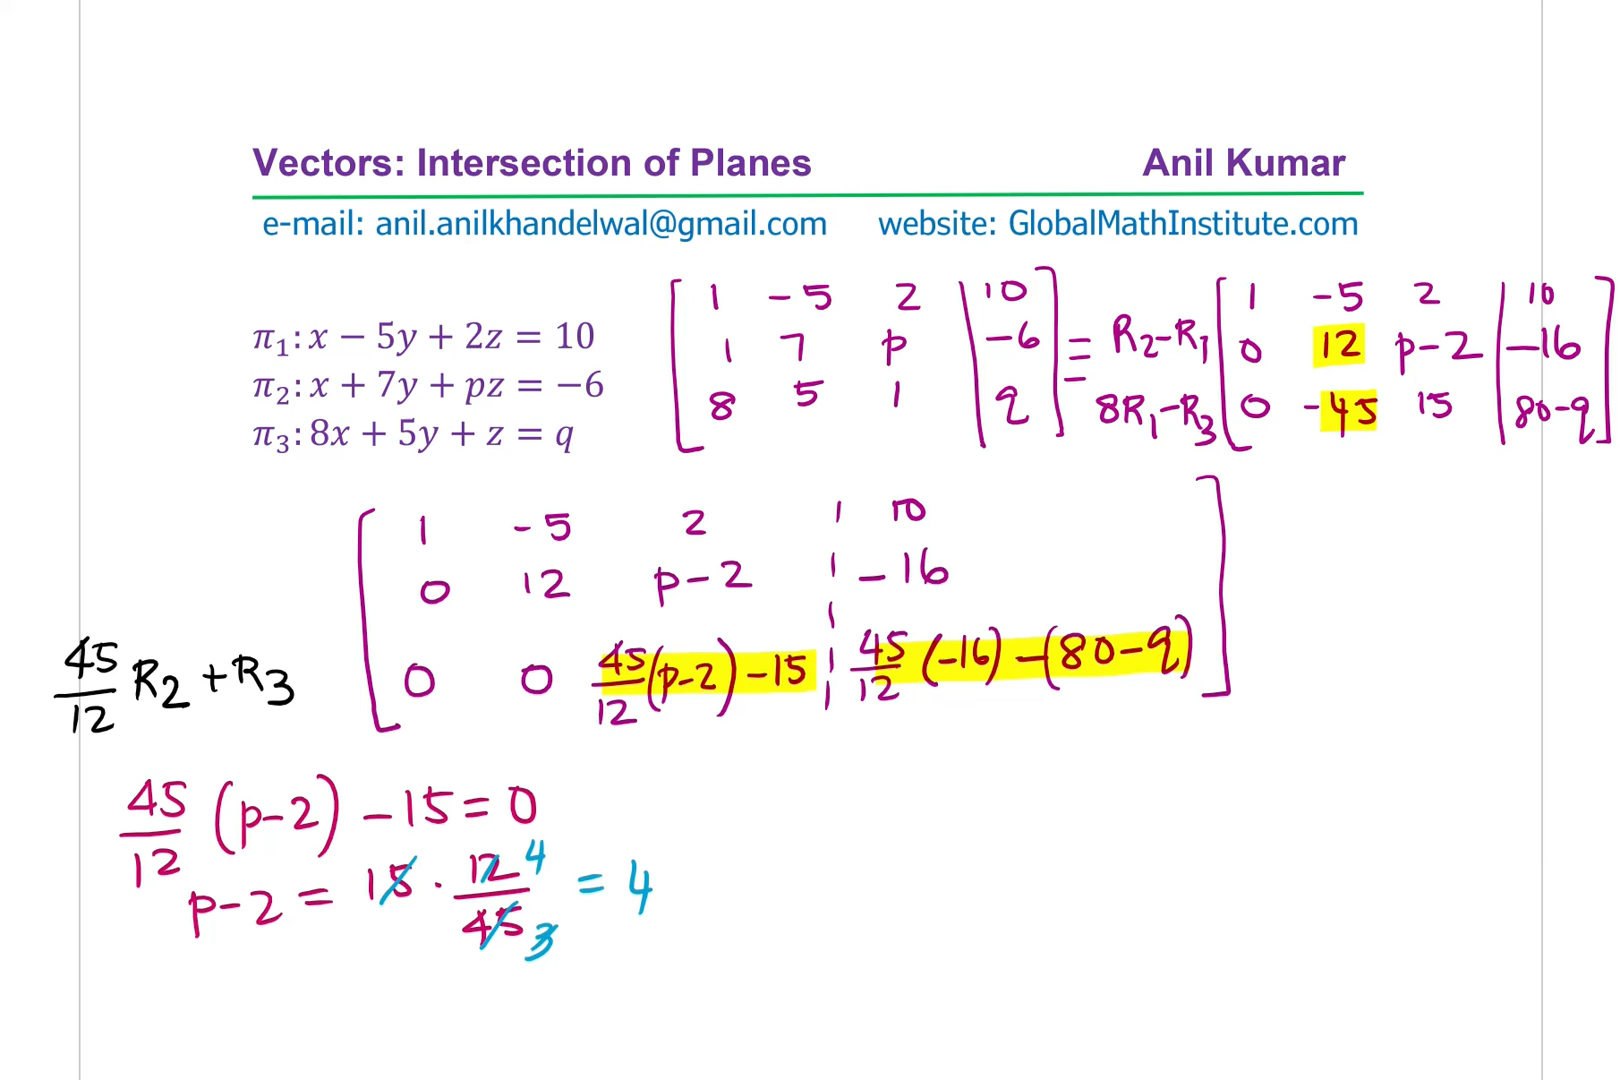 Vectors: Intersection of Planes Anil Kumar
e-mail: anil.anilkhandelwal@gmail.com website: GlobalMathInstitute.com
π₁: x − 5y + 2z = 10
π₂: x + 7y + pz = −6
π₃: 8x + 5y + z = q
[ 1 -5 2 | 10
1 7 p | -6
8 5 1 | q ] =
[ 1 -5 2 | 10
R₂-R₁ 0 12 p-2 | -16
8R₁-R₃ 0 -45 15 | 80-q ]
[ 1 -5 2 | 10
0 12 p-2 | -16
45/12 R₂ + R₃ 0 0 45/12 (p-2) -15 | 45/12 (-16) - (80-q) ]
45/12 (p-2) - 15 = 0
p-2 = 15 · 12/45 4 3 = 4